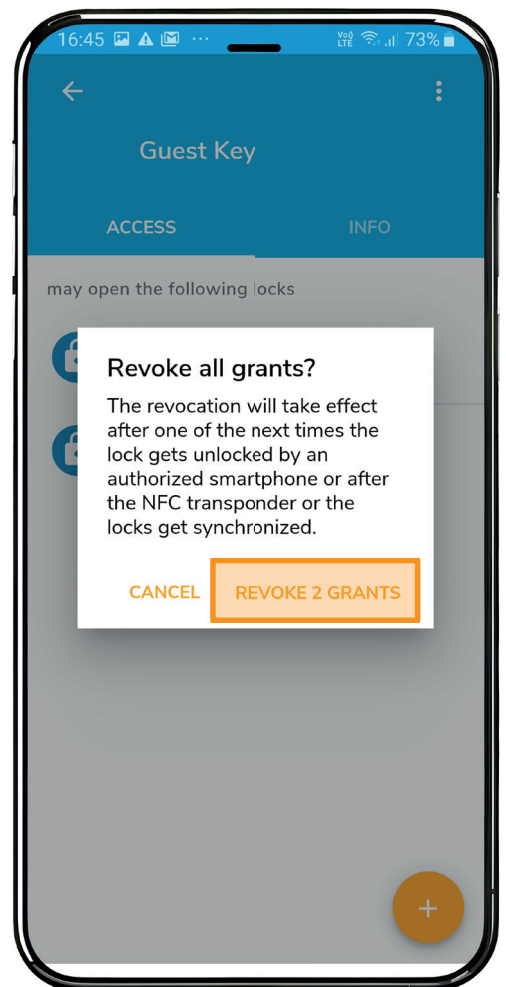 16:45 ... Vo)) LTE 73%
Guest Key
ACCESS INFO
may open the following locks
Revoke all grants?
The revocation will take effect
after one of the next times the
lock gets unlocked by an
authorized smartphone or after
the NFC transponder or the
locks get synchronized.
CANCEL REVOKE 2 GRANTS
+